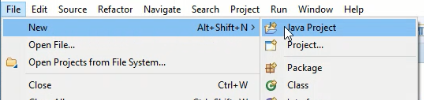 File Edit Source Refactor Navigate Search Project Run Window Help
New Alt+Shift+N > Java Project
Open File... Project...
Open Projects from File System... Package
Close Ctrl+W Class